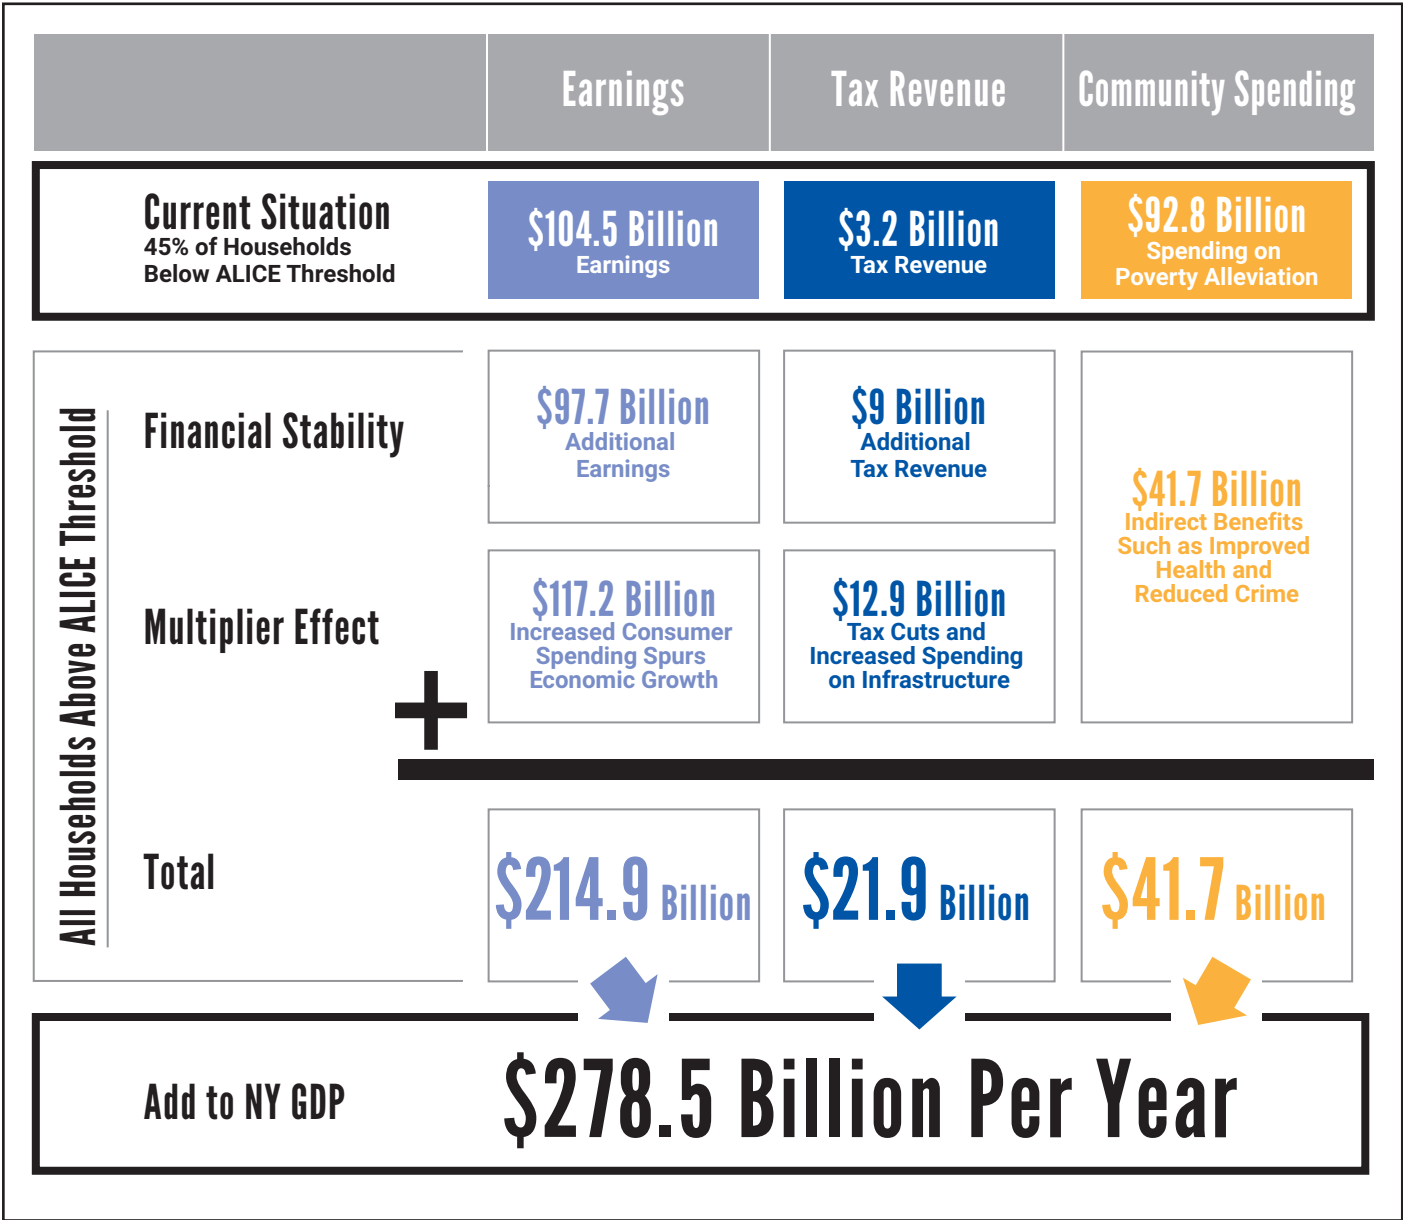 Earnings
Tax Revenue
Community Spending
Current Situation
45% of Households
Below ALICE Threshold
$104.5 Billion
Earnings
$3.2 Billion
Tax Revenue
$92.8 Billion
Spending on
Poverty Alleviation
All Households Above ALICE Threshold
Financial Stability
$97.7 Billion
Additional
Earnings
$9 Billion
Additional
Tax Revenue
$41.7 Billion
Indirect Benefits
Such as Improved
Health and
Reduced Crime
Multiplier Effect
$117.2 Billion
Increased Consumer
Spending Spurs
Economic Growth
$12.9 Billion
Tax Cuts and
Increased Spending
on Infrastructure
+
Total
$214.9 Billion
$21.9 Billion
$41.7 Billion
Add to NY GDP
$278.5 Billion Per Year